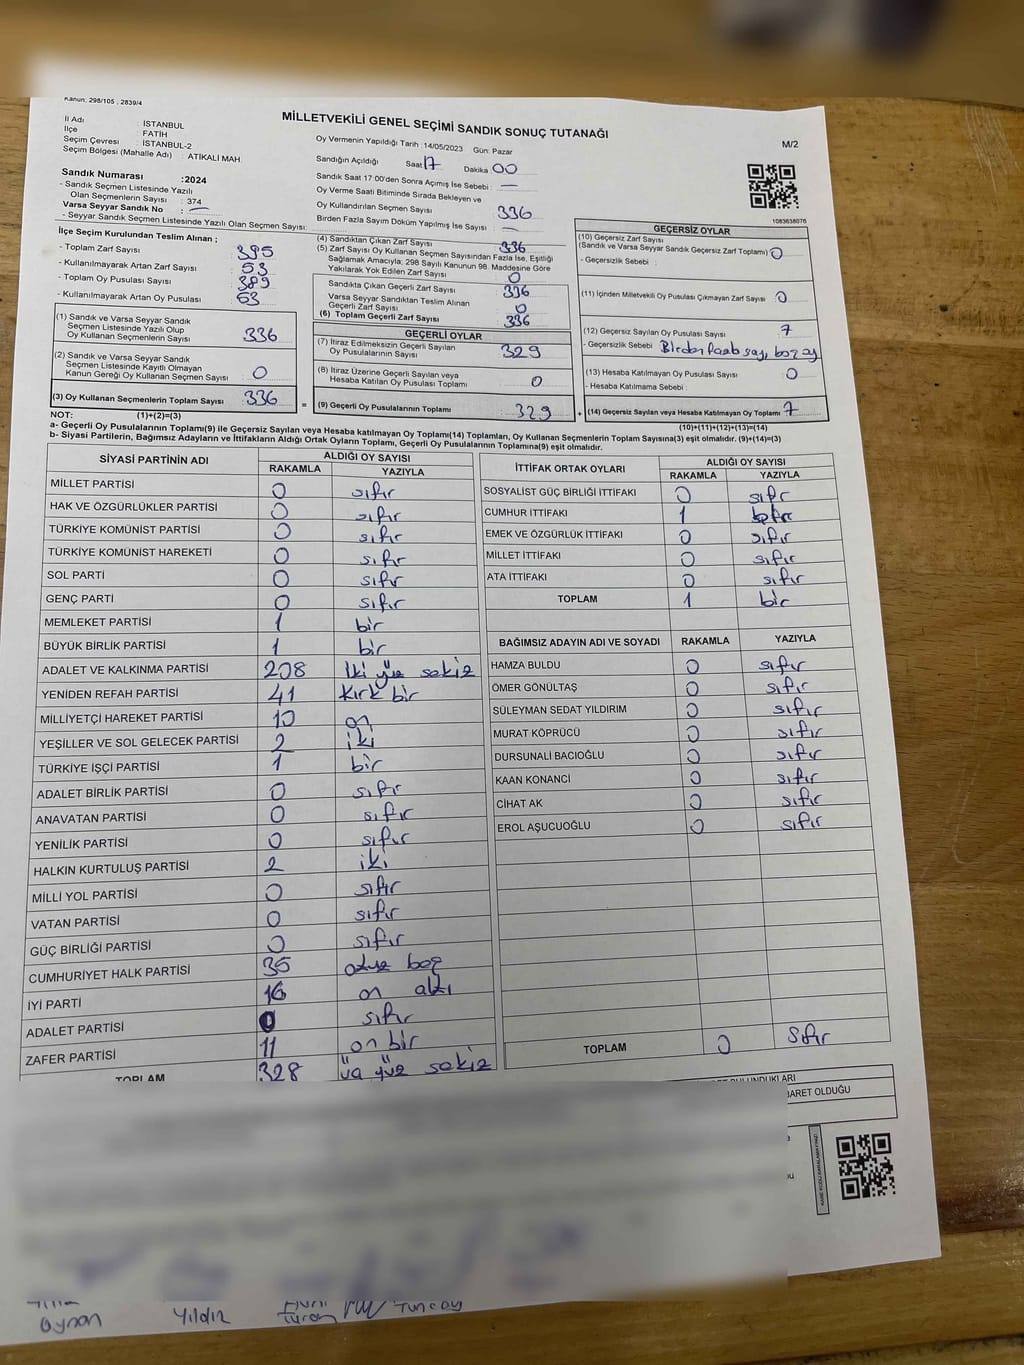 Kanun: 298/105 , 2839/4
MİLLETVEKİLİ GENEL SEÇİMİ SANDIK SONUÇ TUTANAĞI
M/2
İl Adı : İSTANBUL
İlçe : FATİH
Seçim Çevresi : İSTANBUL-2
Seçim Bölgesi (Mahalle Adı) : ATİKALİ MAH.
Oy Vermenin Yapıldığı Tarih :14/05/2023 Gün: Pazar
Sandığın Açıldığı Saat 17 Dakika 00
Sandık Saat 17:00'den Sonra Açılmış İse Sebebi : —
Oy Verme Saati Bitiminde Sırada Bekleyen ve
Oy Kullandırılan Seçmen Sayısı 336
Birden Fazla Sayım Döküm Yapılmış İse Sayısı : —
Sandık Numarası :2024
- Sandık Seçmen Listesinde Yazılı
Olan Seçmenlerin Sayısı : 374
Varsa Seyyar Sandık No : —
- Seyyar Sandık Seçmen Listesinde Yazılı Olan Seçmen Sayısı:
1083638076
İlçe Seçim Kurulundan Teslim Alınan ;
- Toplam Zarf Sayısı 395
- Kullanılmayarak Artan Zarf Sayısı 53
- Toplam Oy Pusulası Sayısı 389
- Kullanılmayarak Artan Oy Pusulası 53
(1) Sandık ve Varsa Seyyar Sandık
Seçmen Listesinde Yazılı Olup
Oy Kullanan Seçmenlerin Sayısı 336
(2) Sandık ve Varsa Seyyar Sandık
Seçmen Listesinde Kayıtlı Olmayan
Kanun Gereği Oy Kullanan Seçmen Sayısı 0
(3) Oy Kullanan Seçmenlerin Toplam Sayısı 336
(4) Sandıktan Çıkan Zarf Sayısı 336
(5) Zarf Sayısı Oy Kullanan Seçmen Sayısından Fazla İse, Eşitliği
Sağlamak Amacıyla; 298 Sayılı Kanunun 98. Maddesine Göre
Yakılarak Yok Edilen Zarf Sayısı 0
Sandıkta Çıkan Geçerli Zarf Sayısı 336
Varsa Seyyar Sandıktan Teslim Alınan
Geçerli Zarf Sayısı 0
(6) Toplam Geçerli Zarf Sayısı 336
GEÇERLİ OYLAR
(7) İtiraz Edilmeksizin Geçerli Sayılan
Oy Pusulalarının Sayısı 329
(8) İtiraz Üzerine Geçerli Sayılan veya
Hesaba Katılan Oy Pusulası Toplamı 0
= (9) Geçerli Oy Pusulalarının Toplamı 329
GEÇERSİZ OYLAR
(10) Geçersiz Zarf Sayısı
(Sandık ve Varsa Seyyar Sandık Geçersiz Zarf Toplamı) 0
- Geçersizlik Sebebi :
(11) İçinden Milletvekili Oy Pusulası Çıkmayan Zarf Sayısı 0
(12) Geçersiz Sayılan Oy Pusulası Sayısı 7
- Geçersizlik Sebebi : Birden fazla
(13) Hesaba Katılmayan Oy Pusulası Sayısı 0
- Hesaba Katılmama Sebebi :
+ (14) Geçersiz Sayılan veya Hesaba Katılmayan Oy Toplamı 7
NOT: (1)+(2)=(3) (10)+(11)+(12)+(13)=(14)
a- Geçerli Oy Pusulalarının Toplamı(9) ile Geçersiz Sayılan veya Hesaba katılmayan Oy Toplamı(14) Toplamları, Oy Kullanan Seçmenlerin Toplam Sayısına(3) eşit olmalıdır. (9)+(14)=(3)
b- Siyasi Partilerin, Bağımsız Adayların ve İttifakların Aldığı Ortak Oyların Toplamı, Geçerli Oy Pusulalarının Toplamına(9) eşit olmalıdır.
SİYASİ PARTİNİN ADI ALDIĞI OY SAYISI
RAKAMLA YAZIYLA
MİLLET PARTİSİ 0 sıfır
HAK VE ÖZGÜRLÜKLER PARTİSİ 0 sıfır
TÜRKİYE KOMÜNİST PARTİSİ 0 sıfır
TÜRKİYE KOMÜNİST HAREKETİ 0 sıfır
SOL PARTİ 0 sıfır
GENÇ PARTİ 0 sıfır
MEMLEKET PARTİSİ 1 bir
BÜYÜK BİRLİK PARTİSİ 1 bir
ADALET VE KALKINMA PARTİSİ 208 iki yüz sekiz
YENİDEN REFAH PARTİSİ 41 kırk bir
MİLLİYETÇİ HAREKET PARTİSİ 10 on
YEŞİLLER VE SOL GELECEK PARTİSİ 2 iki
TÜRKİYE İŞÇİ PARTİSİ 1 bir
ADALET BİRLİK PARTİSİ 0 sıfır
ANAVATAN PARTİSİ 0 sıfır
YENİLİK PARTİSİ 0 sıfır
HALKIN KURTULUŞ PARTİSİ 2 iki
MİLLİ YOL PARTİSİ 0 sıfır
VATAN PARTİSİ 0 sıfır
GÜÇ BİRLİĞİ PARTİSİ 0 sıfır
CUMHURİYET HALK PARTİSİ 35 otuz beş
İYİ PARTİ 16 on altı
ADALET PARTİSİ 0 sıfır
ZAFER PARTİSİ 11 on bir
TOPLAM 328 üç yüz sekiz
İTTİFAK ORTAK OYLARI ALDIĞI OY SAYISI
RAKAMLA YAZIYLA
SOSYALİST GÜÇ BİRLİĞİ İTTİFAKI 0 sıfır
CUMHUR İTTİFAKI 1
EMEK VE ÖZGÜRLÜK İTTİFAKI 0 sıfır
MİLLET İTTİFAKI 0 sıfır
ATA İTTİFAKI 0 sıfır
TOPLAM 1 bir
BAĞIMSIZ ADAYIN ADI VE SOYADI RAKAMLA YAZIYLA
HAMZA BULDU 0 sıfır
ÖMER GÖNÜLTAŞ 0 sıfır
SÜLEYMAN SEDAT YILDIRIM 0 sıfır
MURAT KÖPRÜCÜ 0 sıfır
DURSUNALİ BACIOĞLU 0 sıfır
KAAN KONANCİ 0 sıfır
CİHAT AK 0 sıfır
EROL AŞUCUOĞLU 0 sıfır
TOPLAM 0 sıfır
BARET OLDUĞU
Yıldız
Tuncay